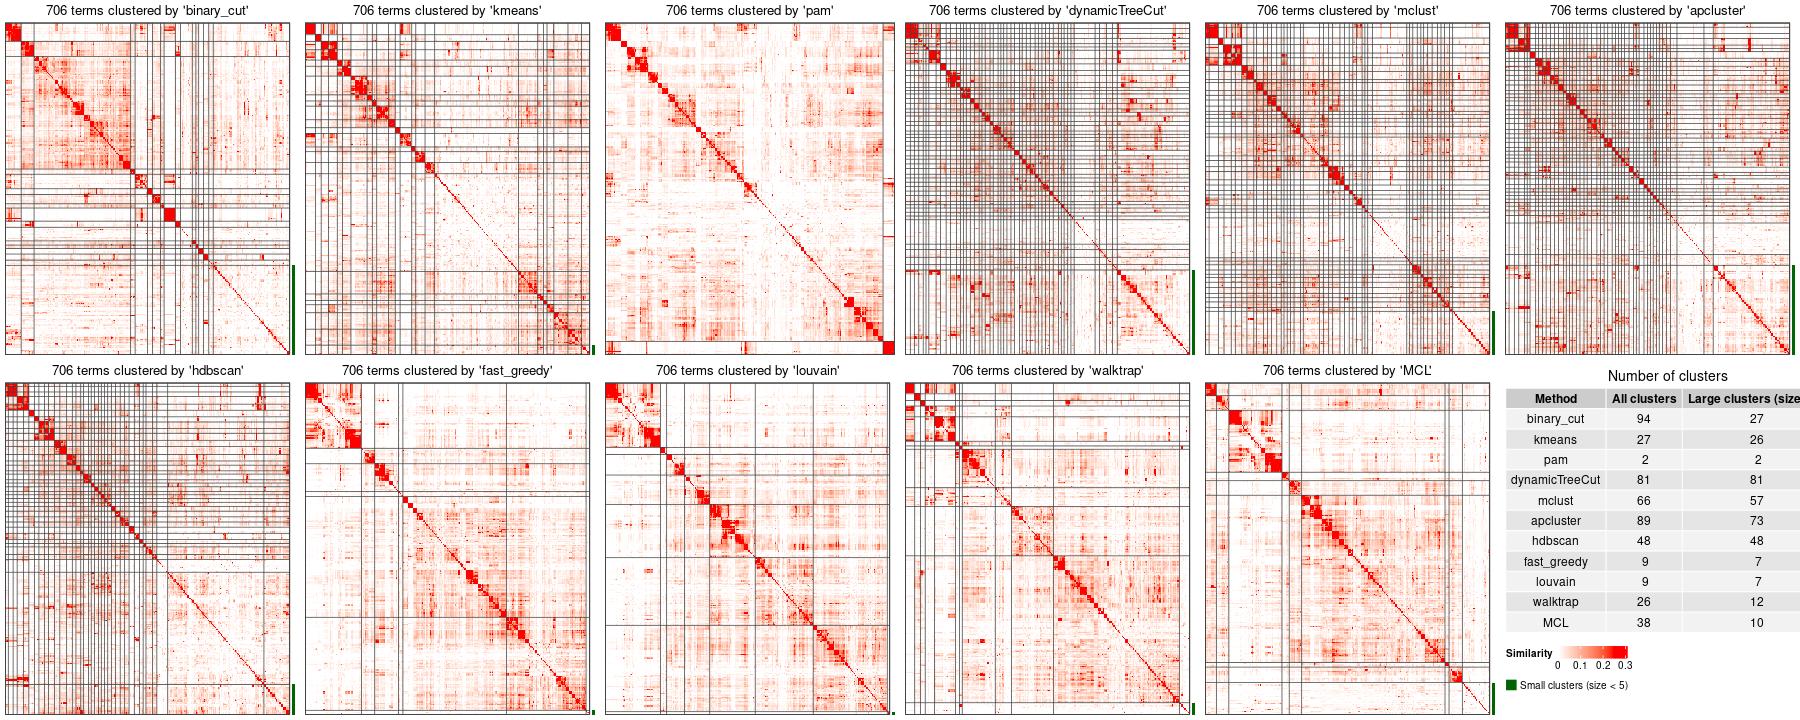 706 terms clustered by 'binary_cut'
706 terms clustered by 'kmeans'
706 terms clustered by 'pam'
706 terms clustered by 'dynamicTreeCut'
706 terms clustered by 'mclust'
706 terms clustered by 'apcluster'
706 terms clustered by 'hdbscan'
706 terms clustered by 'fast_greedy'
706 terms clustered by 'louvain'
706 terms clustered by 'walktrap'
706 terms clustered by 'MCL'
Number of clusters
Method All clusters Large clusters (size
binary_cut 94 27
kmeans 27 26
pam 2 2
dynamicTreeCut 81 81
mclust 66 57
apcluster 89 73
hdbscan 48 48
fast_greedy 9 7
louvain 9 7
walktrap 26 12
MCL 38 10
Similarity
0 0.1 0.2 0.3
Small clusters (size < 5)